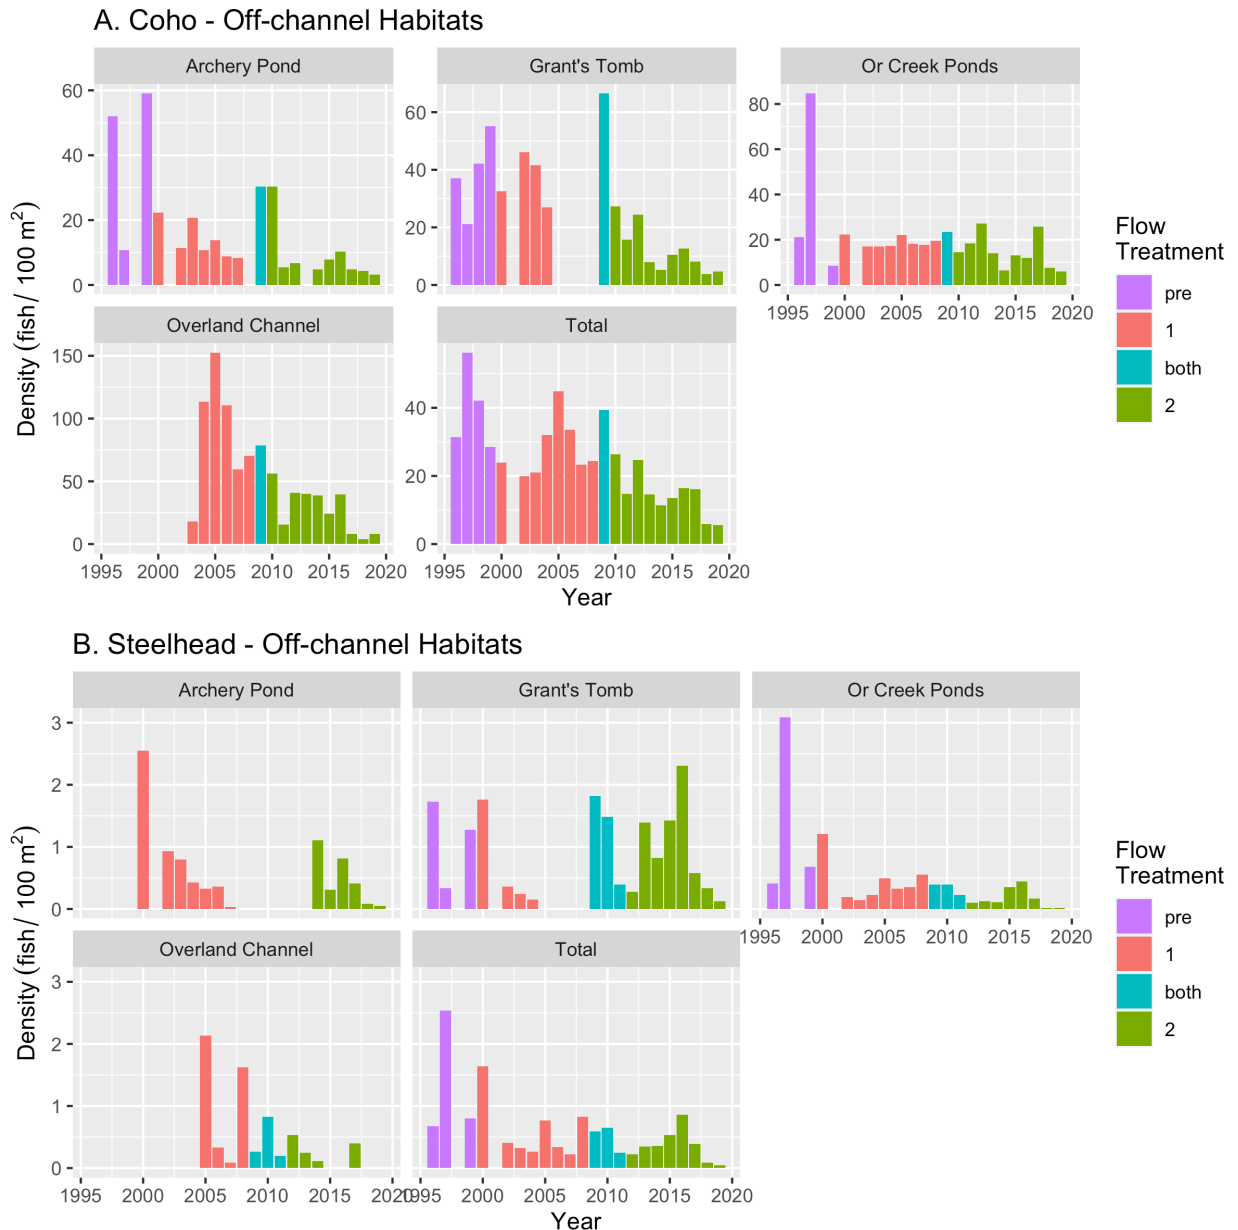 A. Coho - Off-channel Habitats
Archery Pond
Grant's Tomb
Or Creek Ponds
60
40
20
0
60
40
20
0
80
60
40
20
0
1995 2000 2005 2010 2015 2020
Overland Channel
Total
150
100
50
0
40
20
0
1995 2000 2005 2010 2015 2020
1995 2000 2005 2010 2015 2020
Density (fish / 100 m²)
Year
Flow
Treatment
pre
1
both
2
B. Steelhead - Off-channel Habitats
Archery Pond
Grant's Tomb
Or Creek Ponds
3
2
1
0
1995 2000 2005 2010 2015 2020
Overland Channel
Total
3
2
1
0
1995 2000 2005 2010 2015 2020
1995 2000 2005 2010 2015 2020
Density (fish / 100 m²)
Year
Flow
Treatment
pre
1
both
2